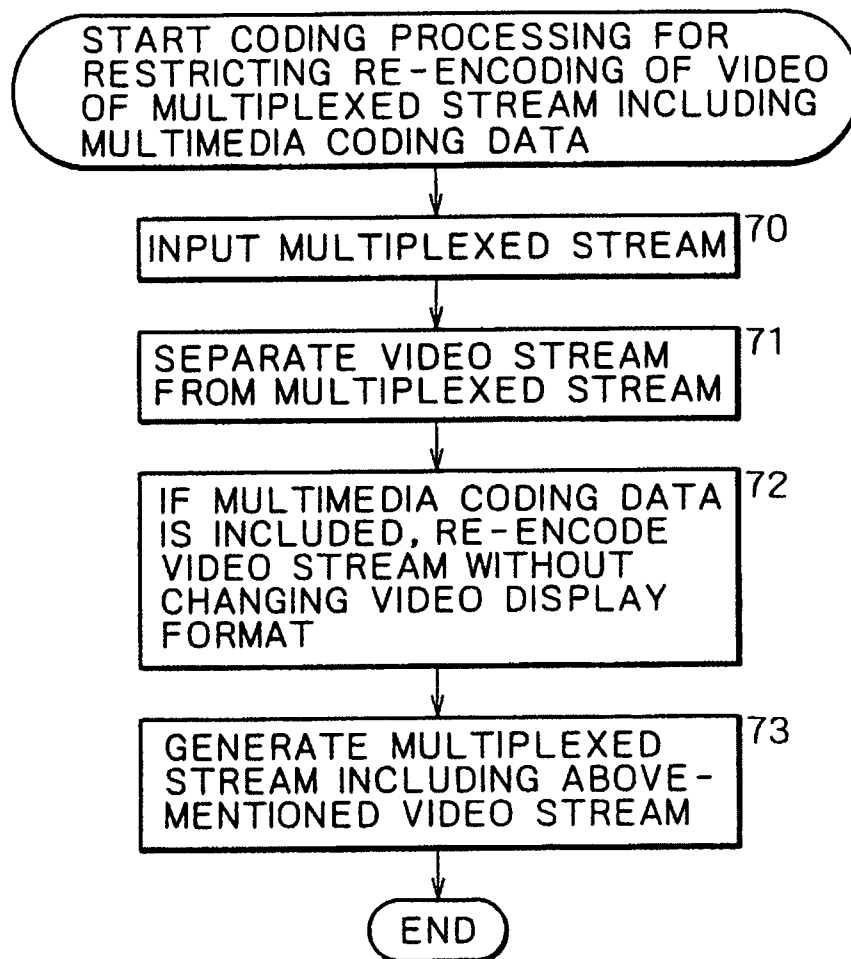 START CODING PROCESSING FOR
RESTRICTING RE-ENCODING OF VIDEO
OF MULTIPLEXED STREAM INCLUDING
MULTIMEDIA CODING DATA
INPUT MULTIPLEXED STREAM
70
SEPARATE VIDEO STREAM
FROM MULTIPLEXED STREAM
71
IF MULTIMEDIA CODING DATA
IS INCLUDED, RE-ENCODE
VIDEO STREAM WITHOUT
CHANGING VIDEO DISPLAY
FORMAT
72
GENERATE MULTIPLEXED
STREAM INCLUDING ABOVE-
MENTIONED VIDEO STREAM
73
END